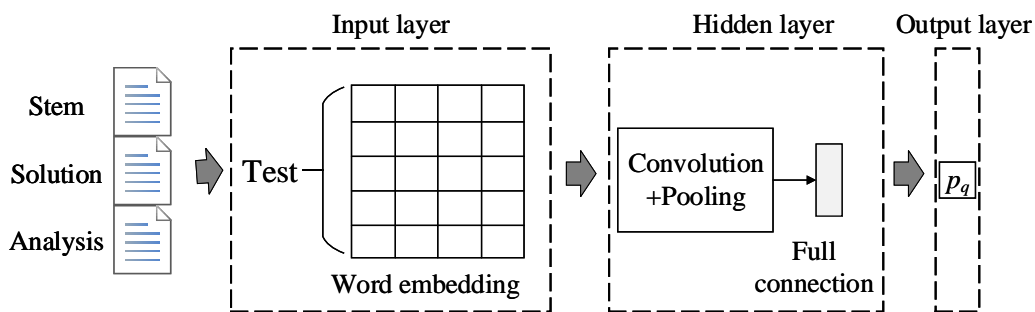 Input layer
Hidden layer
Output layer
Stem
Solution
Analysis
Test
Word embedding
Convolution
+Pooling
Full
connection
p_q